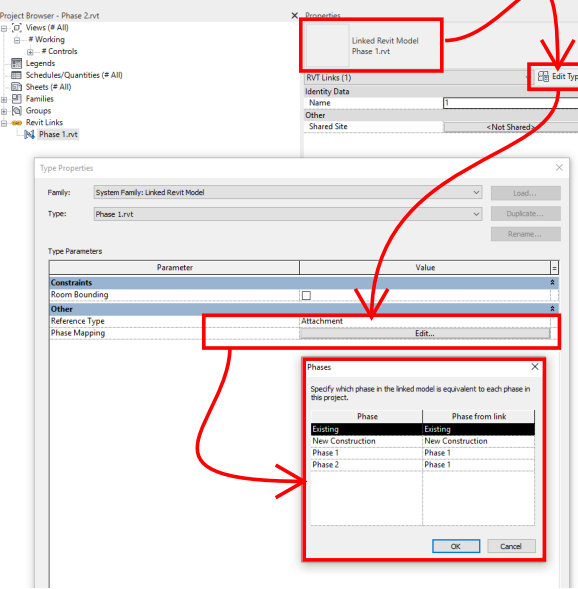 Project Browser - Phase 2.rvt
Views (# All)
# Working
# Controls
Legends
Schedules/Quantities (# All)
Sheets (# All)
Families
Groups
Revit Links
Phase 1.rvt
Properties
Linked Revit Model
Phase 1.rvt
RVT Links (1)
Edit Typ
Identity Data
Name 1
Other
Shared Site <Not Shared>
Type Properties
Family: System Family: Linked Revit Model Load...
Type: Phase 1.rvt Duplicate...
Rename...
Type Parameters
Parameter Value =
Constraints
Room Bounding
Other
Reference Type Attachment
Phase Mapping Edit...
Phases
Specify which phase in the linked model is equivalent to each phase in
this project.
Phase Phase from link
Existing Existing
New Construction New Construction
Phase 1 Phase 1
Phase 2 Phase 1
OK Cancel